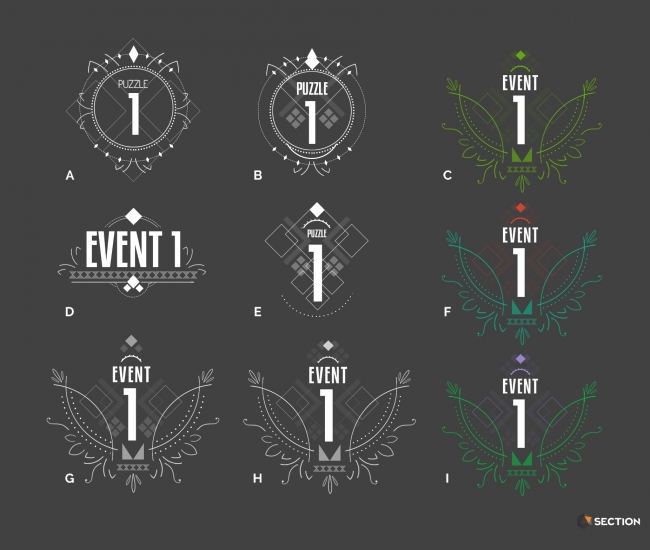 PUZZLE
1
A
PUZZLE
1
B
EVENT
1
C
EVENT 1
D
PUZZLE
1
E
EVENT
1
F
EVENT
1
G
EVENT
1
H
EVENT
1
I
SECTION